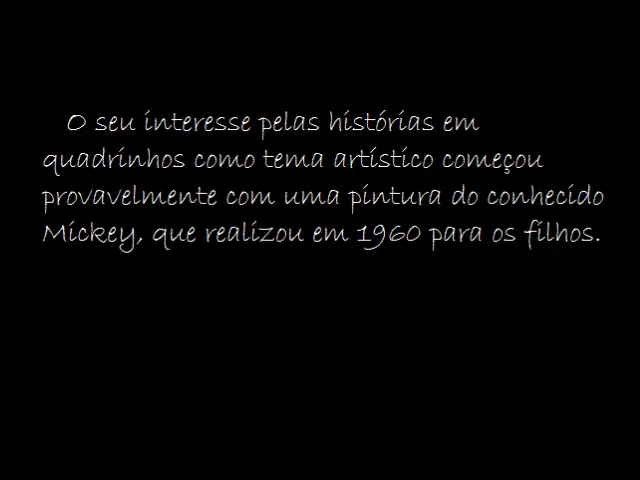 O seu interesse pelas histórias em
quadrinhos como tema artístico começou
provavelmente com uma pintura do conhecido
Mickey, que realizou em 1960 para os filhos.